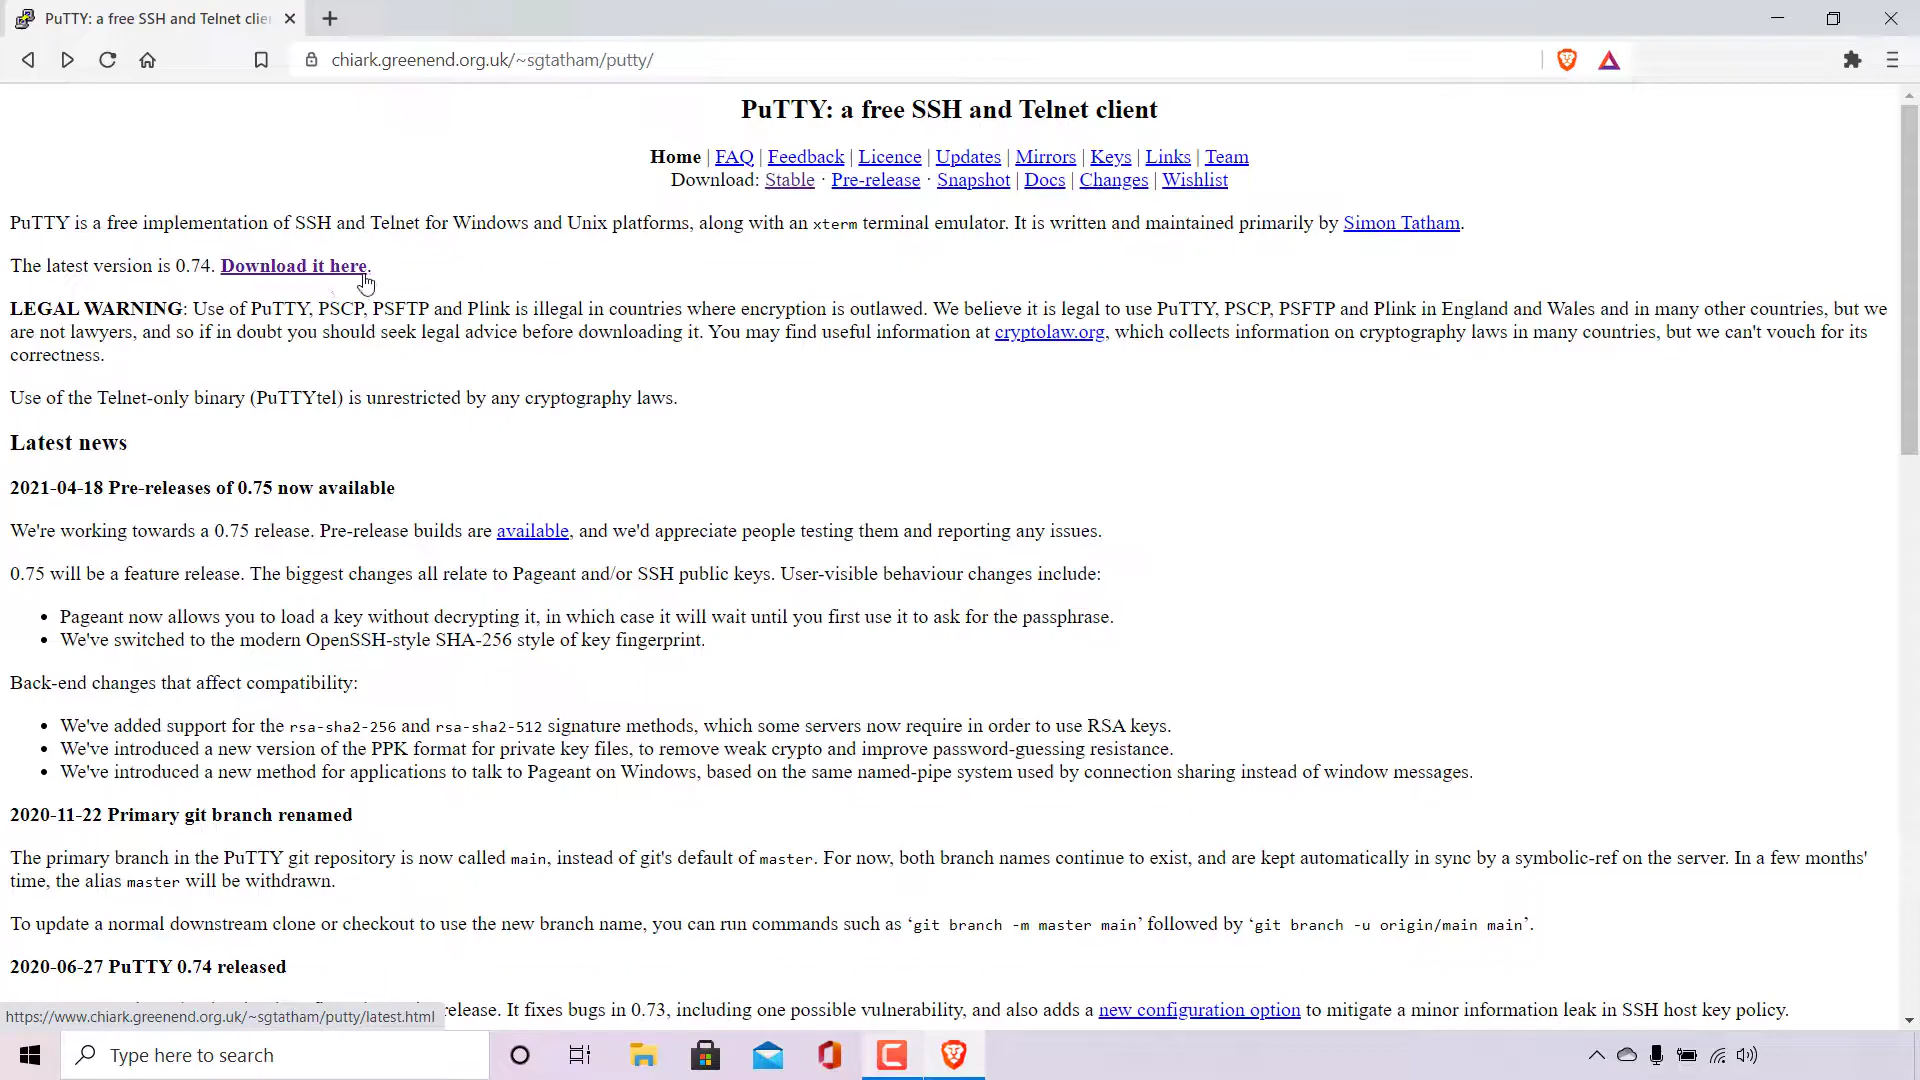 PuTTY: a free SSH and Telnet clie
chiark.greenend.org.uk/~sgtatham/putty/
PuTTY: a free SSH and Telnet client
Home | FAQ | Feedback | Licence | Updates | Mirrors | Keys | Links | Team
Download: Stable · Pre-release · Snapshot | Docs | Changes | Wishlist
PuTTY is a free implementation of SSH and Telnet for Windows and Unix platforms, along with an xterm terminal emulator. It is written and maintained primarily by Simon Tatham.
The latest version is 0.74. Download it here.
LEGAL WARNING: Use of PuTTY, PSCP, PSFTP and Plink is illegal in countries where encryption is outlawed. We believe it is legal to use PuTTY, PSCP, PSFTP and Plink in England and Wales and in many other countries, but we
are not lawyers, and so if in doubt you should seek legal advice before downloading it. You may find useful information at cryptolaw.org, which collects information on cryptography laws in many countries, but we can't vouch for its
correctness.
Use of the Telnet-only binary (PuTTYtel) is unrestricted by any cryptography laws.
Latest news
2021-04-18 Pre-releases of 0.75 now available
We're working towards a 0.75 release. Pre-release builds are available, and we'd appreciate people testing them and reporting any issues.
0.75 will be a feature release. The biggest changes all relate to Pageant and/or SSH public keys. User-visible behaviour changes include:
• Pageant now allows you to load a key without decrypting it, in which case it will wait until you first use it to ask for the passphrase.
• We've switched to the modern OpenSSH-style SHA-256 style of key fingerprint.
Back-end changes that affect compatibility:
• We've added support for the rsa-sha2-256 and rsa-sha2-512 signature methods, which some servers now require in order to use RSA keys.
• We've introduced a new version of the PPK format for private key files, to remove weak crypto and improve password-guessing resistance.
• We've introduced a new method for applications to talk to Pageant on Windows, based on the same named-pipe system used by connection sharing instead of window messages.
2020-11-22 Primary git branch renamed
The primary branch in the PuTTY git repository is now called main, instead of git's default of master. For now, both branch names continue to exist, and are kept automatically in sync by a symbolic-ref on the server. In a few months'
time, the alias master will be withdrawn.
To update a normal downstream clone or checkout to use the new branch name, you can run commands such as ‘git branch -m master main’ followed by ‘git branch -u origin/main main’.
2020-06-27 PuTTY 0.74 released
elease. It fixes bugs in 0.73, including one possible vulnerability, and also adds a new configuration option to mitigate a minor information leak in SSH host key policy.
https://www.chiark.greenend.org.uk/~sgtatham/putty/latest.html
Type here to search